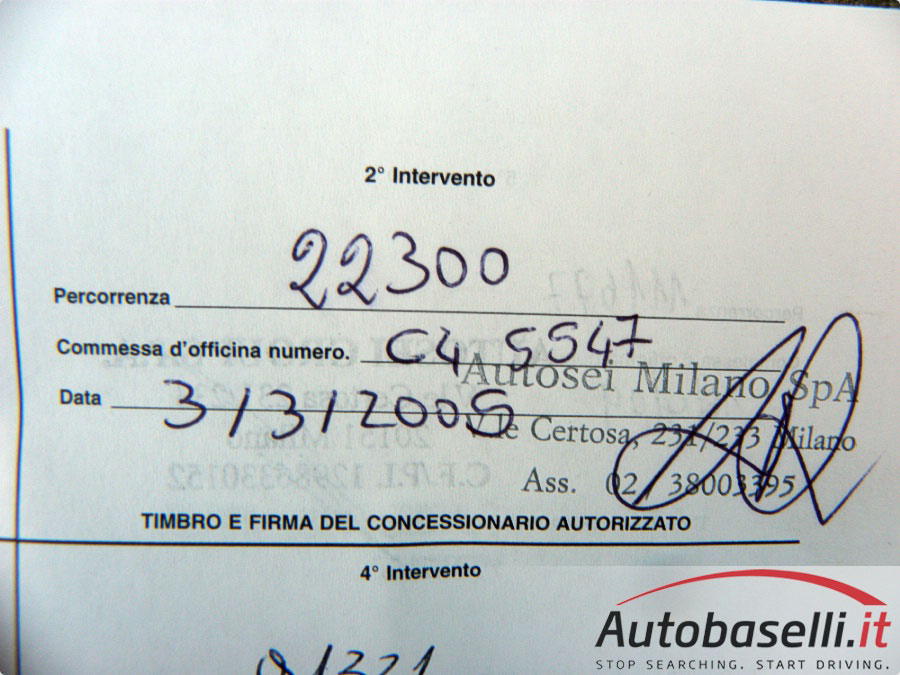 2° Intervento
Percorrenza 22300
Commessa d'officina numero. C4 5547
Autosei Milano SpA
Data 3/3/2005
V.le Certosa, 231/233 Milano
Ass. 02 / 38003395
TIMBRO E FIRMA DEL CONCESSIONARIO AUTORIZZATO
4° Intervento
Autobaselli.it
STOP SEARCHING. START DRIVING.